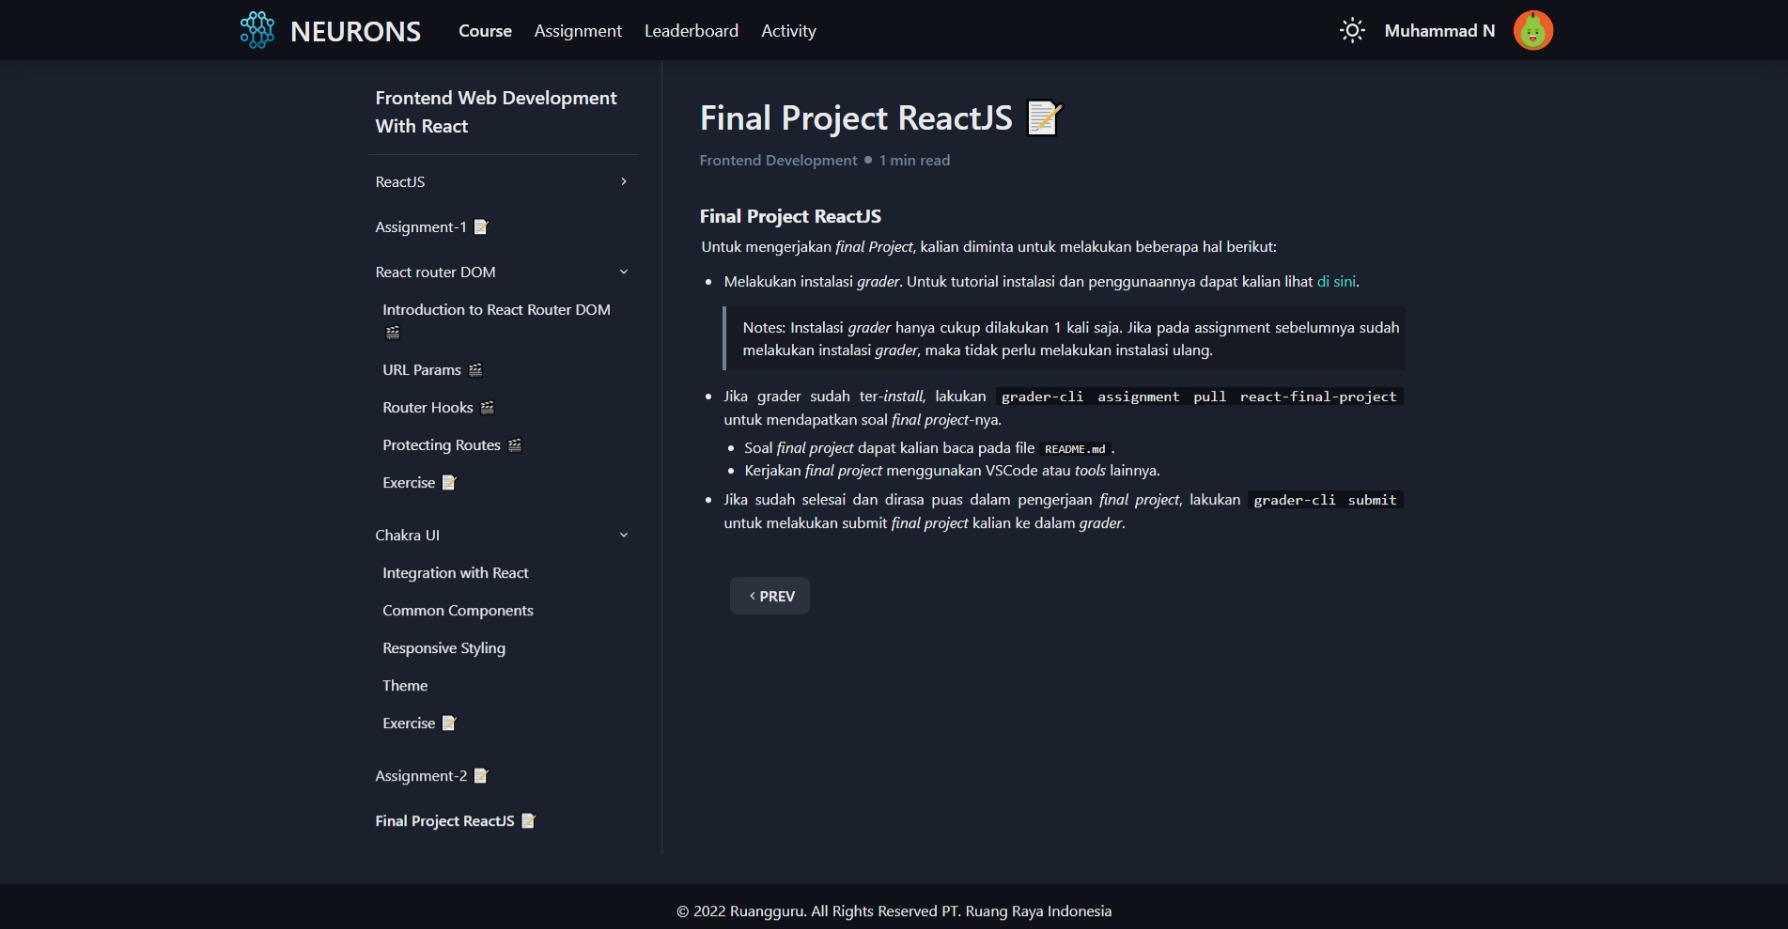 NEURONS
Course
Assignment
Leaderboard
Activity
Muhammad N
Frontend Web Development
With React
ReactJS
Assignment-1
React router DOM
Introduction to React Router DOM
URL Params
Router Hooks
Protecting Routes
Exercise
Chakra UI
Integration with React
Common Components
Responsive Styling
Theme
Exercise
Assignment-2
Final Project ReactJS
Final Project ReactJS
Frontend Development ● 1 min read
Final Project ReactJS
Untuk mengerjakan final Project, kalian diminta untuk melakukan beberapa hal berikut:
• Melakukan instalasi grader. Untuk tutorial instalasi dan penggunaannya dapat kalian lihat di sini.
Notes: Instalasi grader hanya cukup dilakukan 1 kali saja. Jika pada assignment sebelumnya sudah
melakukan instalasi grader, maka tidak perlu melakukan instalasi ulang.
• Jika grader sudah ter-install, lakukan grader-cli assignment pull react-final-project
untuk mendapatkan soal final project-nya.
• Soal final project dapat kalian baca pada file README.md.
• Kerjakan final project menggunakan VSCode atau tools lainnya.
• Jika sudah selesai dan dirasa puas dalam pengerjaan final project, lakukan grader-cli submit
untuk melakukan submit final project kalian ke dalam grader.
‹ PREV
© 2022 Ruangguru. All Rights Reserved PT. Ruang Raya Indonesia